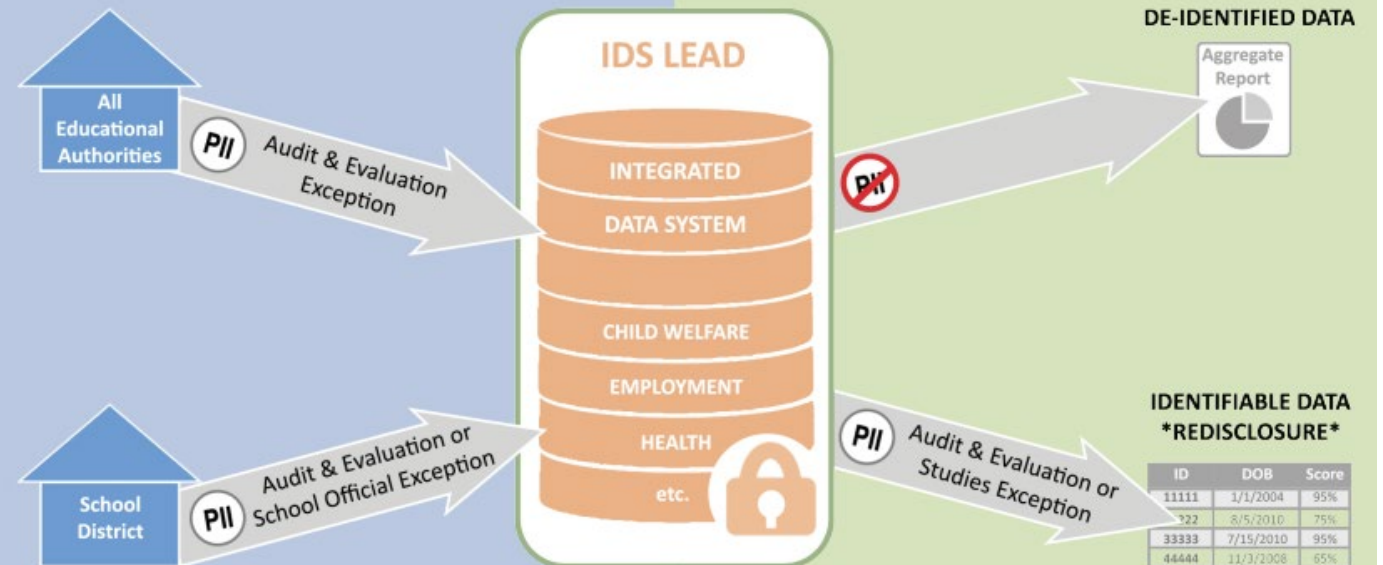 All
Educational
Authorities
PII
Audit & Evaluation
Exception
School
District
PII
Audit & Evaluation or
School Official Exception
IDS LEAD
INTEGRATED
DATA SYSTEM
CHILD WELFARE
EMPLOYMENT
HEALTH
etc.
PII
DE-IDENTIFIED DATA
Aggregate
Report
PII
Audit & Evaluation or
Studies Exception
IDENTIFIABLE DATA
*REDISCLOSURE*
ID DOB Score
11111 1/1/2004 95%
222 8/5/2010 75%
33333 7/15/2010 95%
44444 11/3/2008 65%